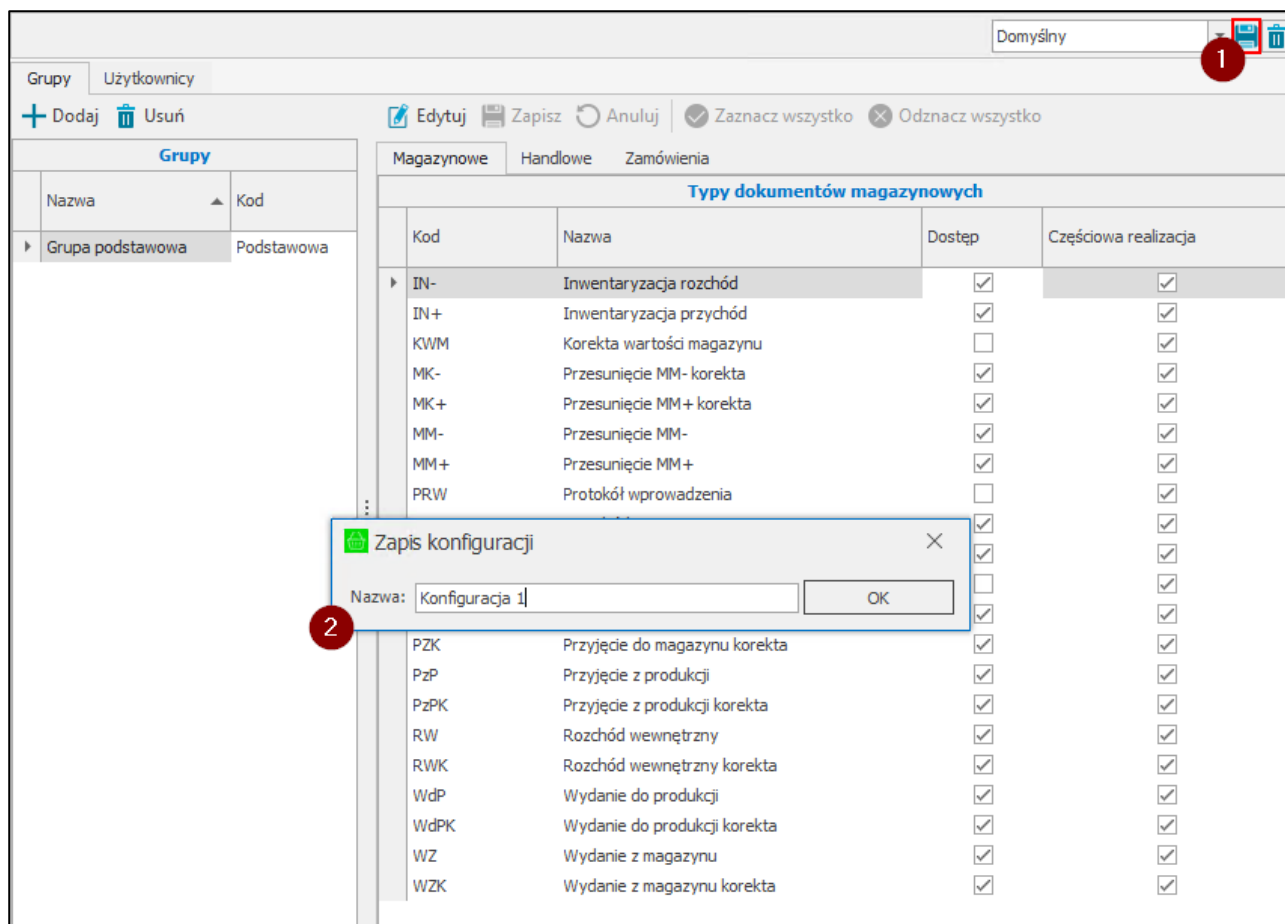 Domyślny
1
Grupy Użytkownicy
Dodaj Usuń Edytuj Zapisz Anuluj Zaznacz wszystko Odznacz wszystko
Grupy
Magazynowe Handlowe Zamówienia
Typy dokumentów magazynowych
Nazwa Kod
Kod Nazwa Dostęp Częściowa realizacja
Grupa podstawowa Podstawowa
IN- Inwentaryzacja rozchód
IN+ Inwentaryzacja przychód
KWM Korekta wartości magazynu
MK- Przesunięcie MM- korekta
MK+ Przesunięcie MM+ korekta
MM- Przesunięcie MM-
MM+ Przesunięcie MM+
PRW Protokół wprowadzenia
Zapis konfiguracji
Nazwa: Konfiguracja 1 OK
2
PZK Przyjęcie do magazynu korekta
PzP Przyjęcie z produkcji
PzPK Przyjęcie z produkcji korekta
RW Rozchód wewnętrzny
RWK Rozchód wewnętrzny korekta
WdP Wydanie do produkcji
WdPK Wydanie do produkcji korekta
WZ Wydanie z magazynu
WZK Wydanie z magazynu korekta